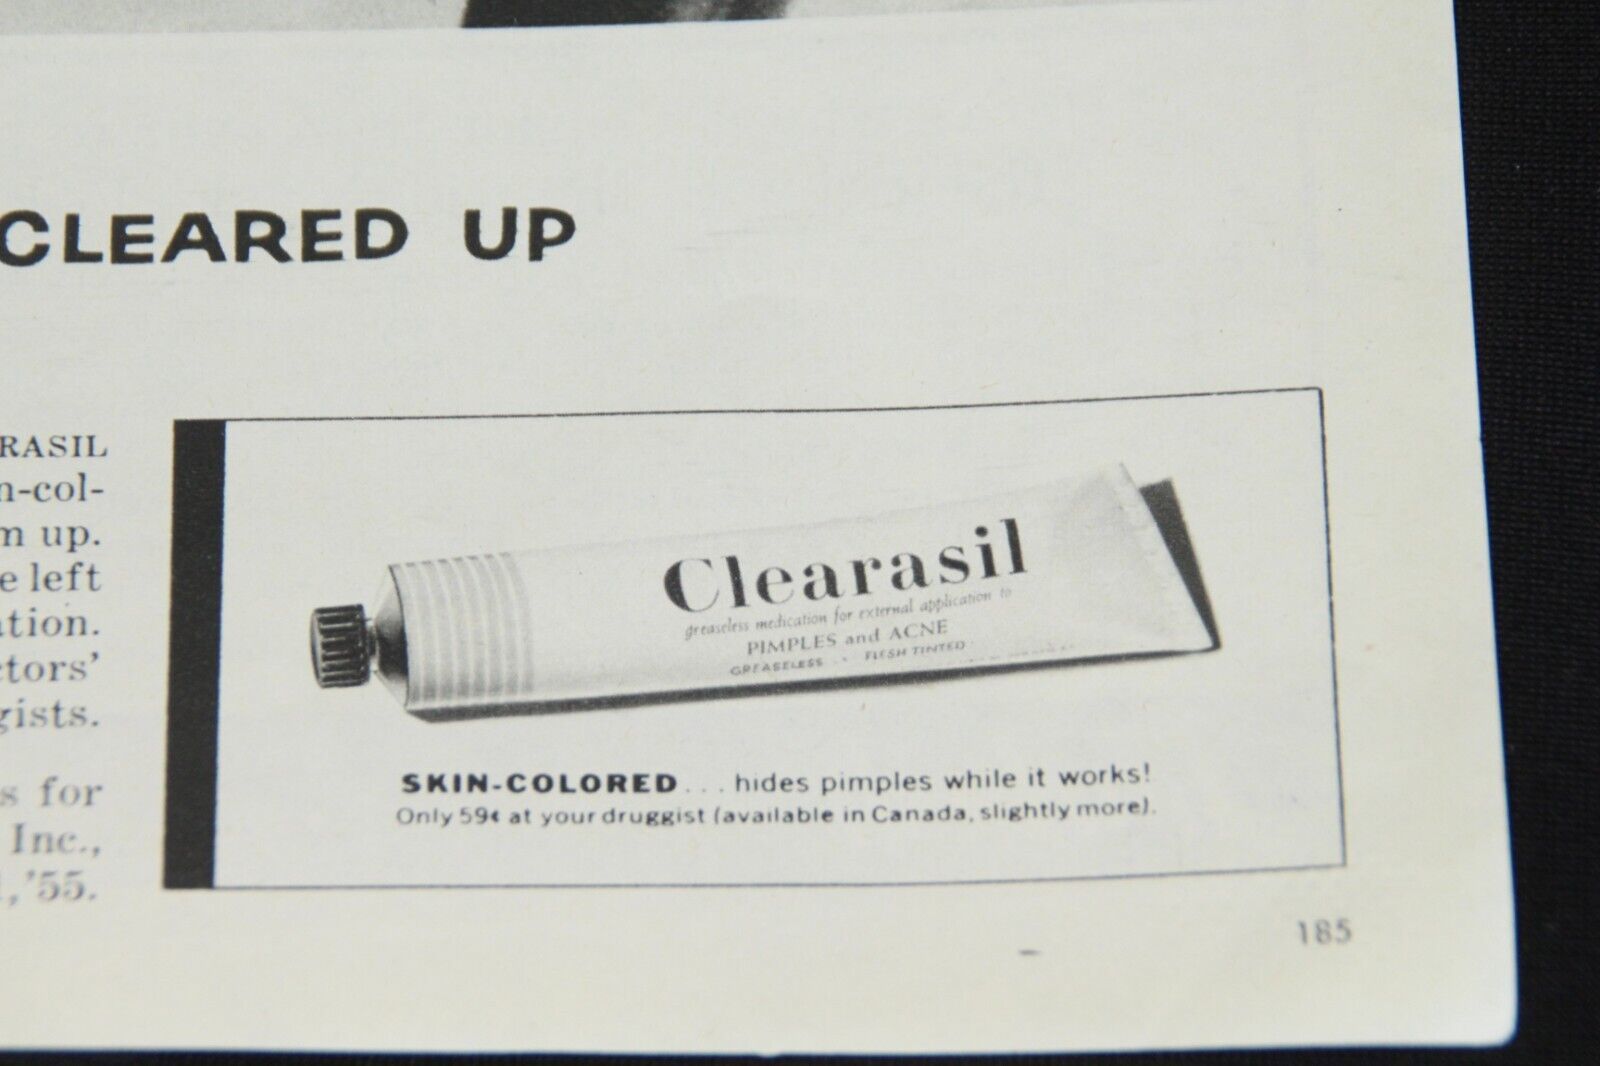 CLEARED UP
RASIL
n-col-
m up.
e left
ation.
ctors'
gists.
s for
Inc.,
,'55.
Clearasil
greaseless medication for external application to
PIMPLES and ACNE
GREASELESS · FLESH TINTED
SKIN-COLORED... hides pimples while it works!
Only 59¢ at your druggist (available in Canada, slightly more).
185